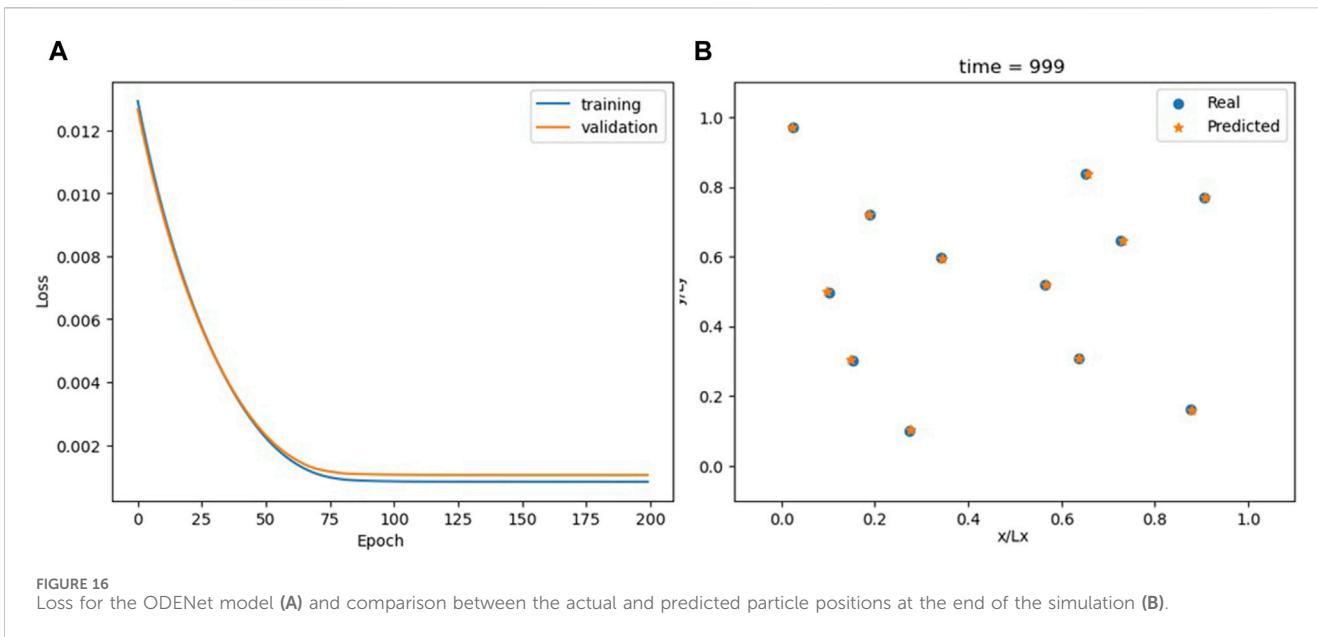 A
B
time = 999
training
validation
Real
Predicted
0.012
0.010
0.008
0.006
0.004
0.002
Loss
0 25 50 75 100 125 150 175 200
Epoch
1.0
0.8
0.6
0.4
0.2
0.0
y/Ly
0.0 0.2 0.4 0.6 0.8 1.0
x/Lx
FIGURE 16
Loss for the ODENet model (A) and comparison between the actual and predicted particle positions at the end of the simulation (B).